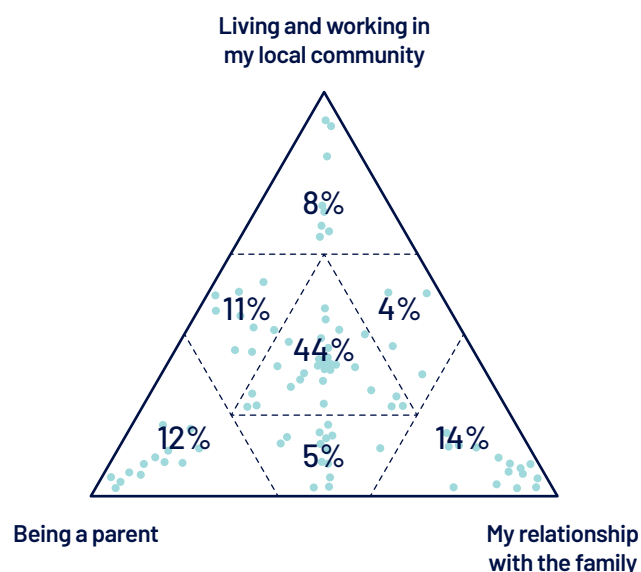 Living and working in
my local community
8%
11%
4%
44%
12%
5%
14%
Being a parent
My relationship
with the family